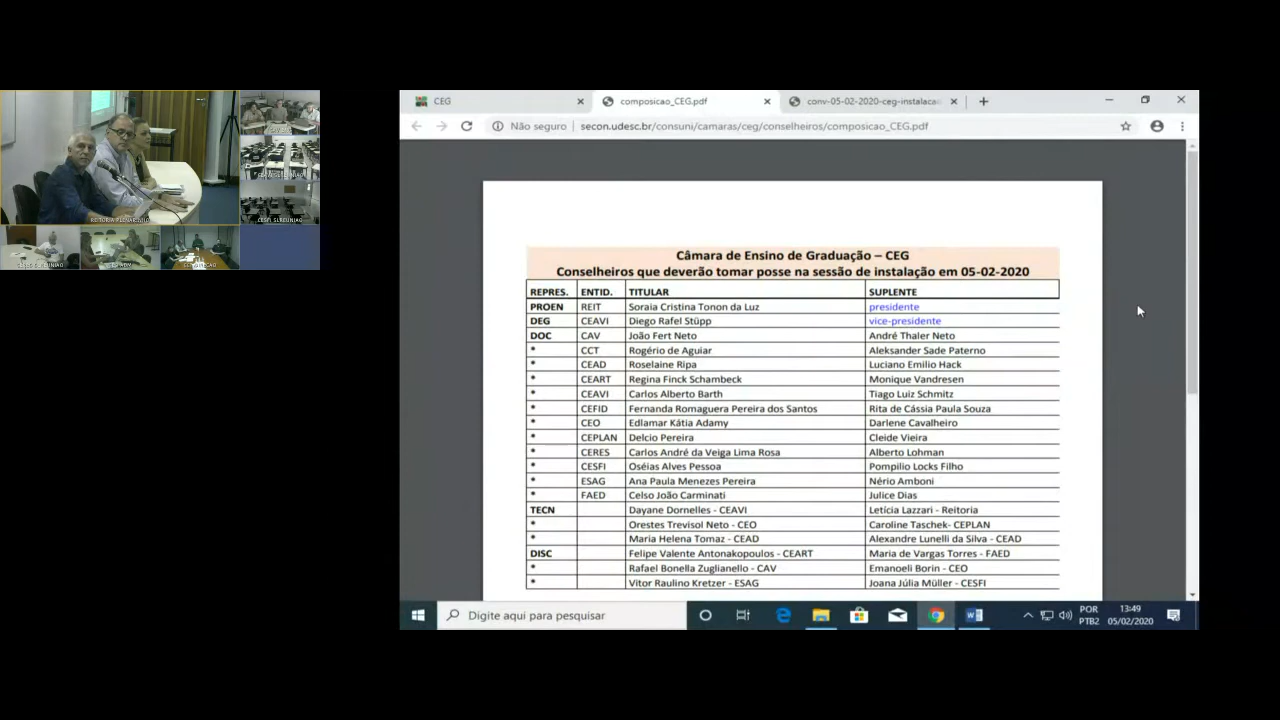 REITORIA PLENARINHO
CESFI SL REUNIAO
CEG
composicao_CEG.pdf
conv-05-02-2020-ceg-instalacao
Não seguro
secon.udesc.br/consuni/camaras/ceg/conselheiros/composicao_CEG.pdf
Câmara de Ensino de Graduação – CEG
Conselheiros que deverão tomar posse na sessão de instalação em 05-02-2020
REPRES. ENTID. TITULAR SUPLENTE
PROEN REIT Soraia Cristina Tonon da Luz presidente
DEG CEAVI Diego Rafel Stüpp vice-presidente
DOC CAV João Fert Neto André Thaler Neto
* CCT Rogério de Aguiar Aleksander Sade Paterno
* CEAD Roselaine Ripa Luciano Emilio Hack
* CEART Regina Finck Schambeck Monique Vandresen
* CEAVI Carlos Alberto Barth Tiago Luiz Schmitz
* CEFID Fernanda Romaguera Pereira dos Santos Rita de Cássia Paula Souza
* CEO Edlamar Kátia Adamy Darlene Cavalheiro
* CEPLAN Delcio Pereira Cleide Vieira
* CERES Carlos André da Veiga Lima Rosa Alberto Lohman
* CESFI Oséias Alves Pessoa Pompilio Locks Filho
* ESAG Ana Paula Menezes Pereira Nério Amboni
* FAED Celso João Carminati Julice Dias
TECN Dayane Dornelles - CEAVI Letícia Lazzari - Reitoria
* Orestes Trevisol Neto - CEO Caroline Taschek- CEPLAN
* Maria Helena Tomaz - CEAD Alexandre Lunelli da Silva - CEAD
DISC Felipe Valente Antonakopoulos - CEART Maria de Vargas Torres - FAED
* Rafael Bonella Zuglianello - CAV Emanoeli Borin - CEO
* Vitor Raulino Kretzer - ESAG Joana Júlia Müller - CESFI
Digite aqui para pesquisar
POR
PTB2
13:49
05/02/2020